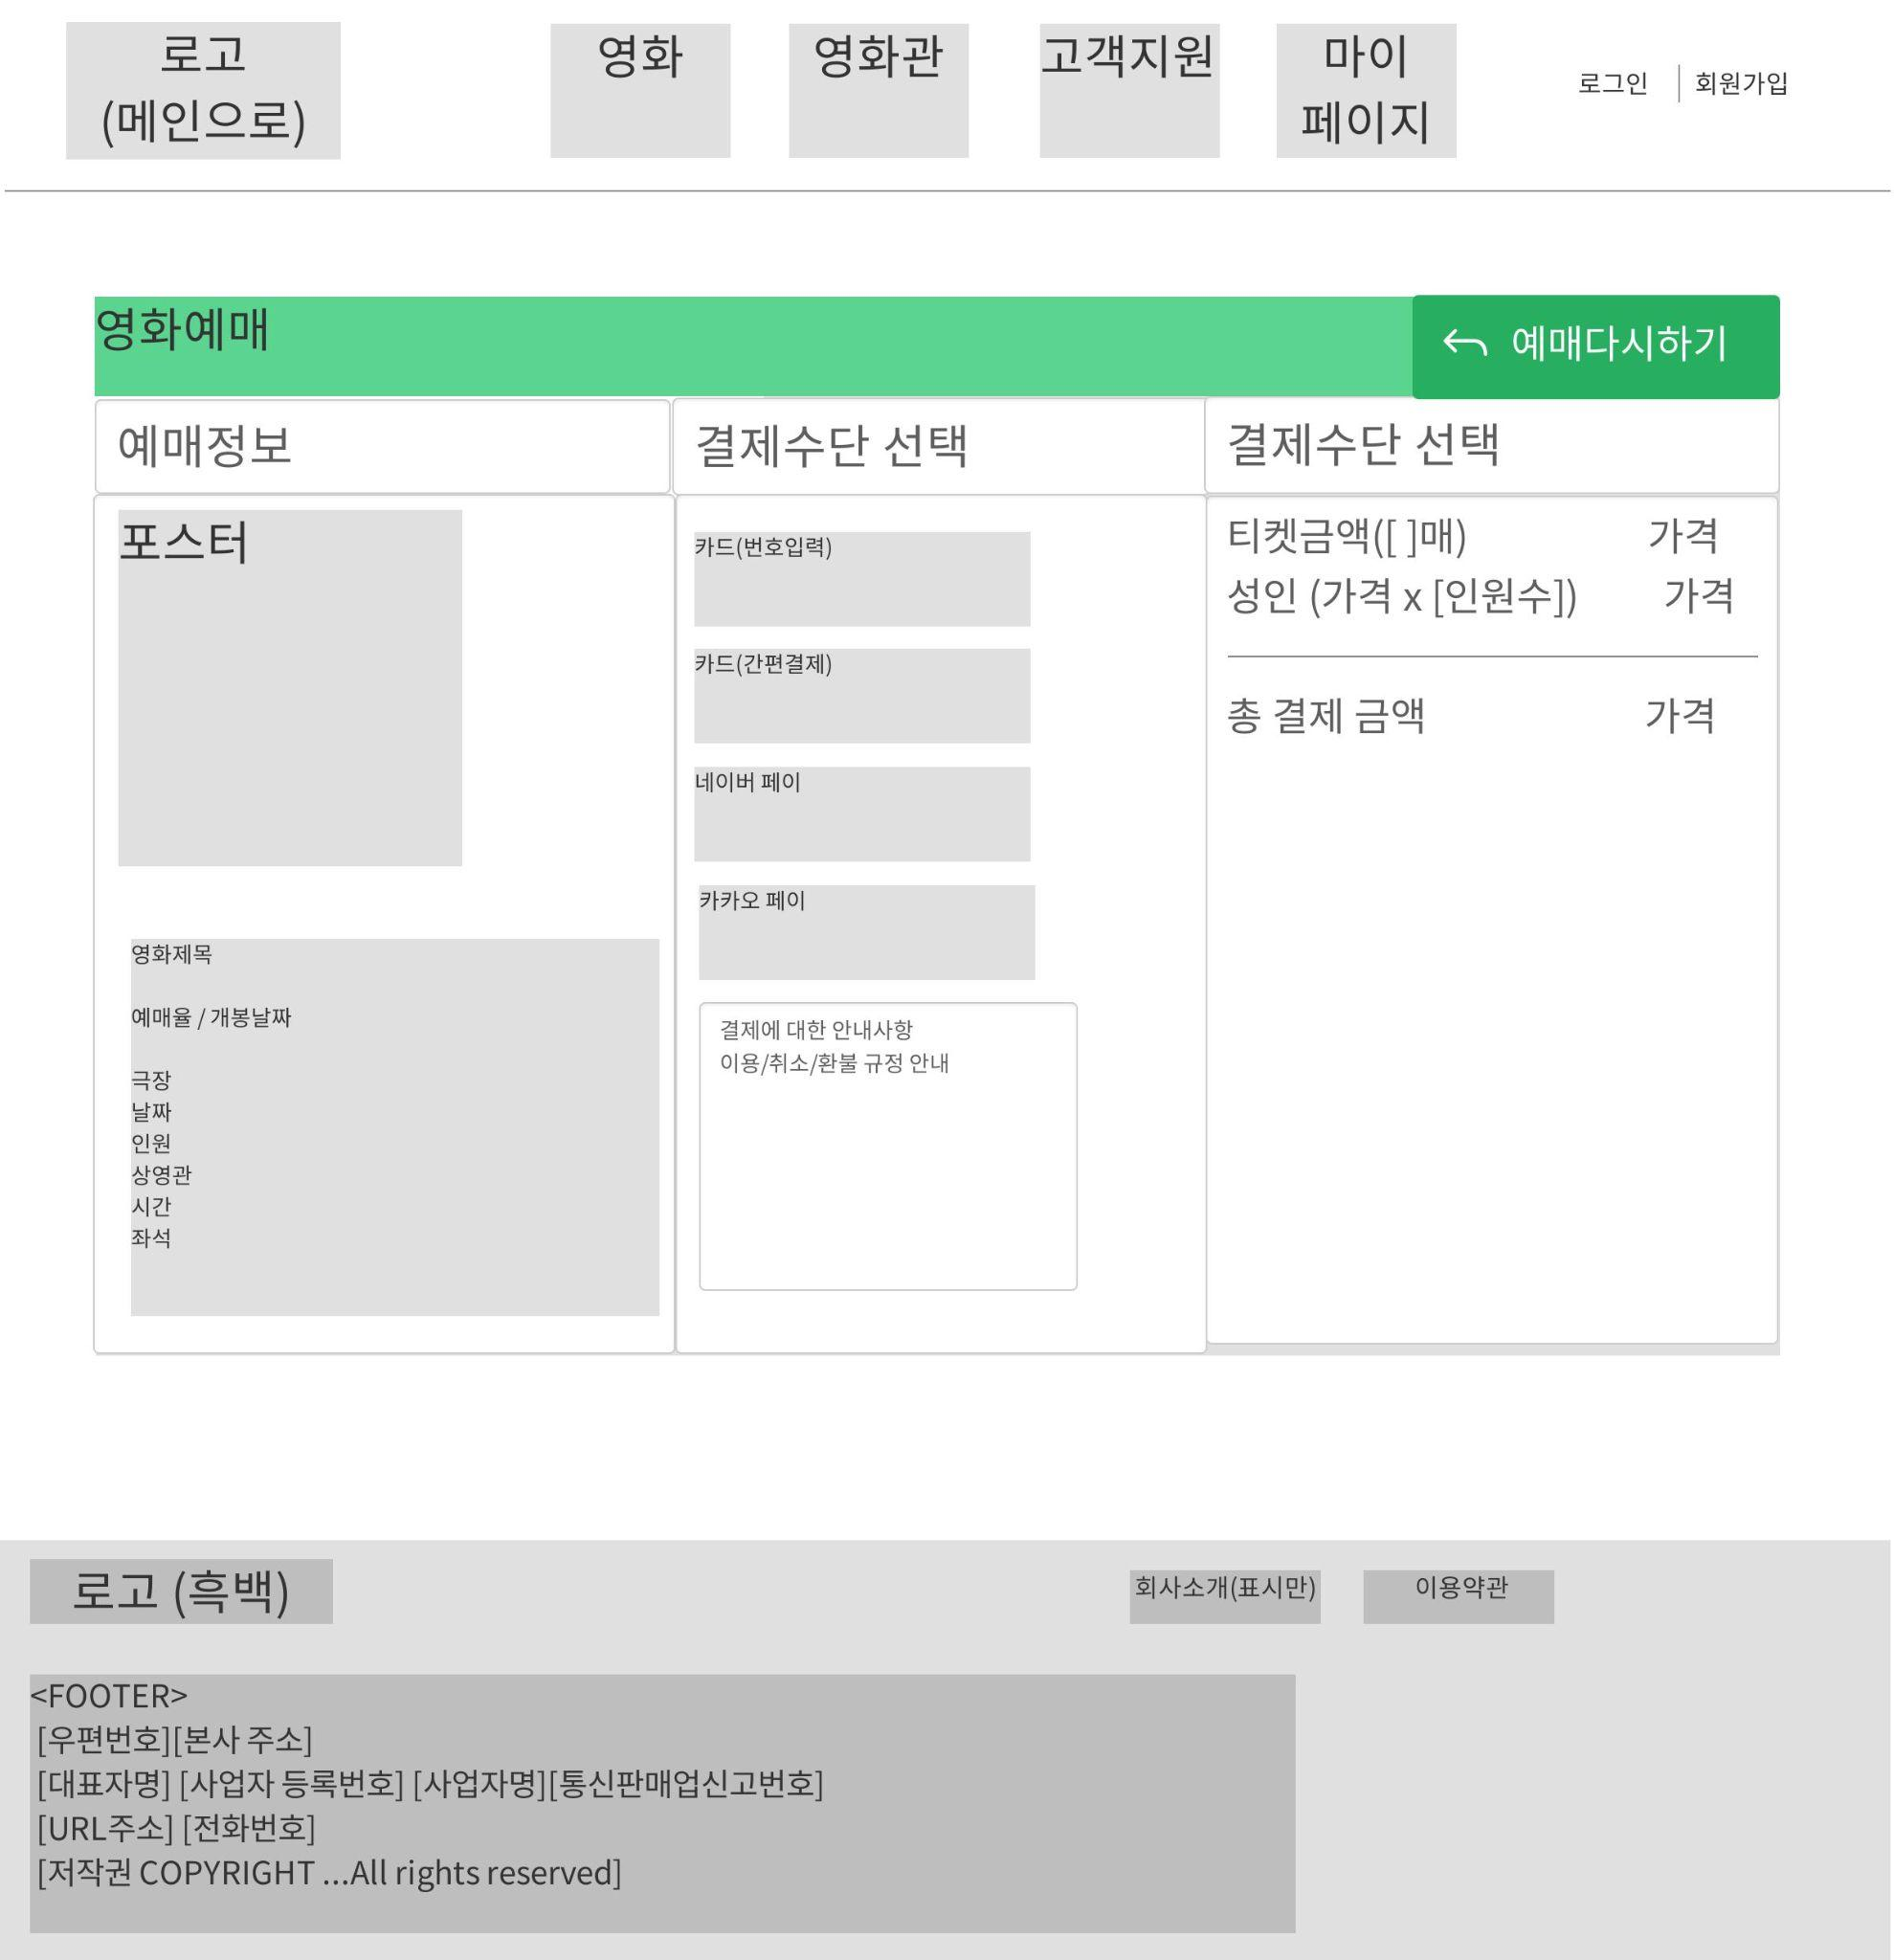 로고
(메인으로)
영화
영화관
고객지원
마이
페이지
로그인
회원가입
영화예매
예매다시하기
예매정보
결제수단 선택
결제수단 선택
포스터
영화제목
예매율 / 개봉날짜
극장
날짜
인원
상영관
시간
좌석
카드(번호입력)
카드(간편결제)
네이버 페이
카카오 페이
결제에 대한 안내사항
이용/취소/환불 규정 안내
티켓금액([ ]매) 가격
성인 (가격 x [인원수]) 가격
총 결제 금액 가격
로고 (흑백)
회사소개(표시만)
이용약관
<FOOTER>
[우편번호][본사 주소]
[대표자명] [사업자 등록번호] [사업자명][통신판매업신고번호]
[URL주소] [전화번호]
[저작권 COPYRIGHT ...All rights reserved]